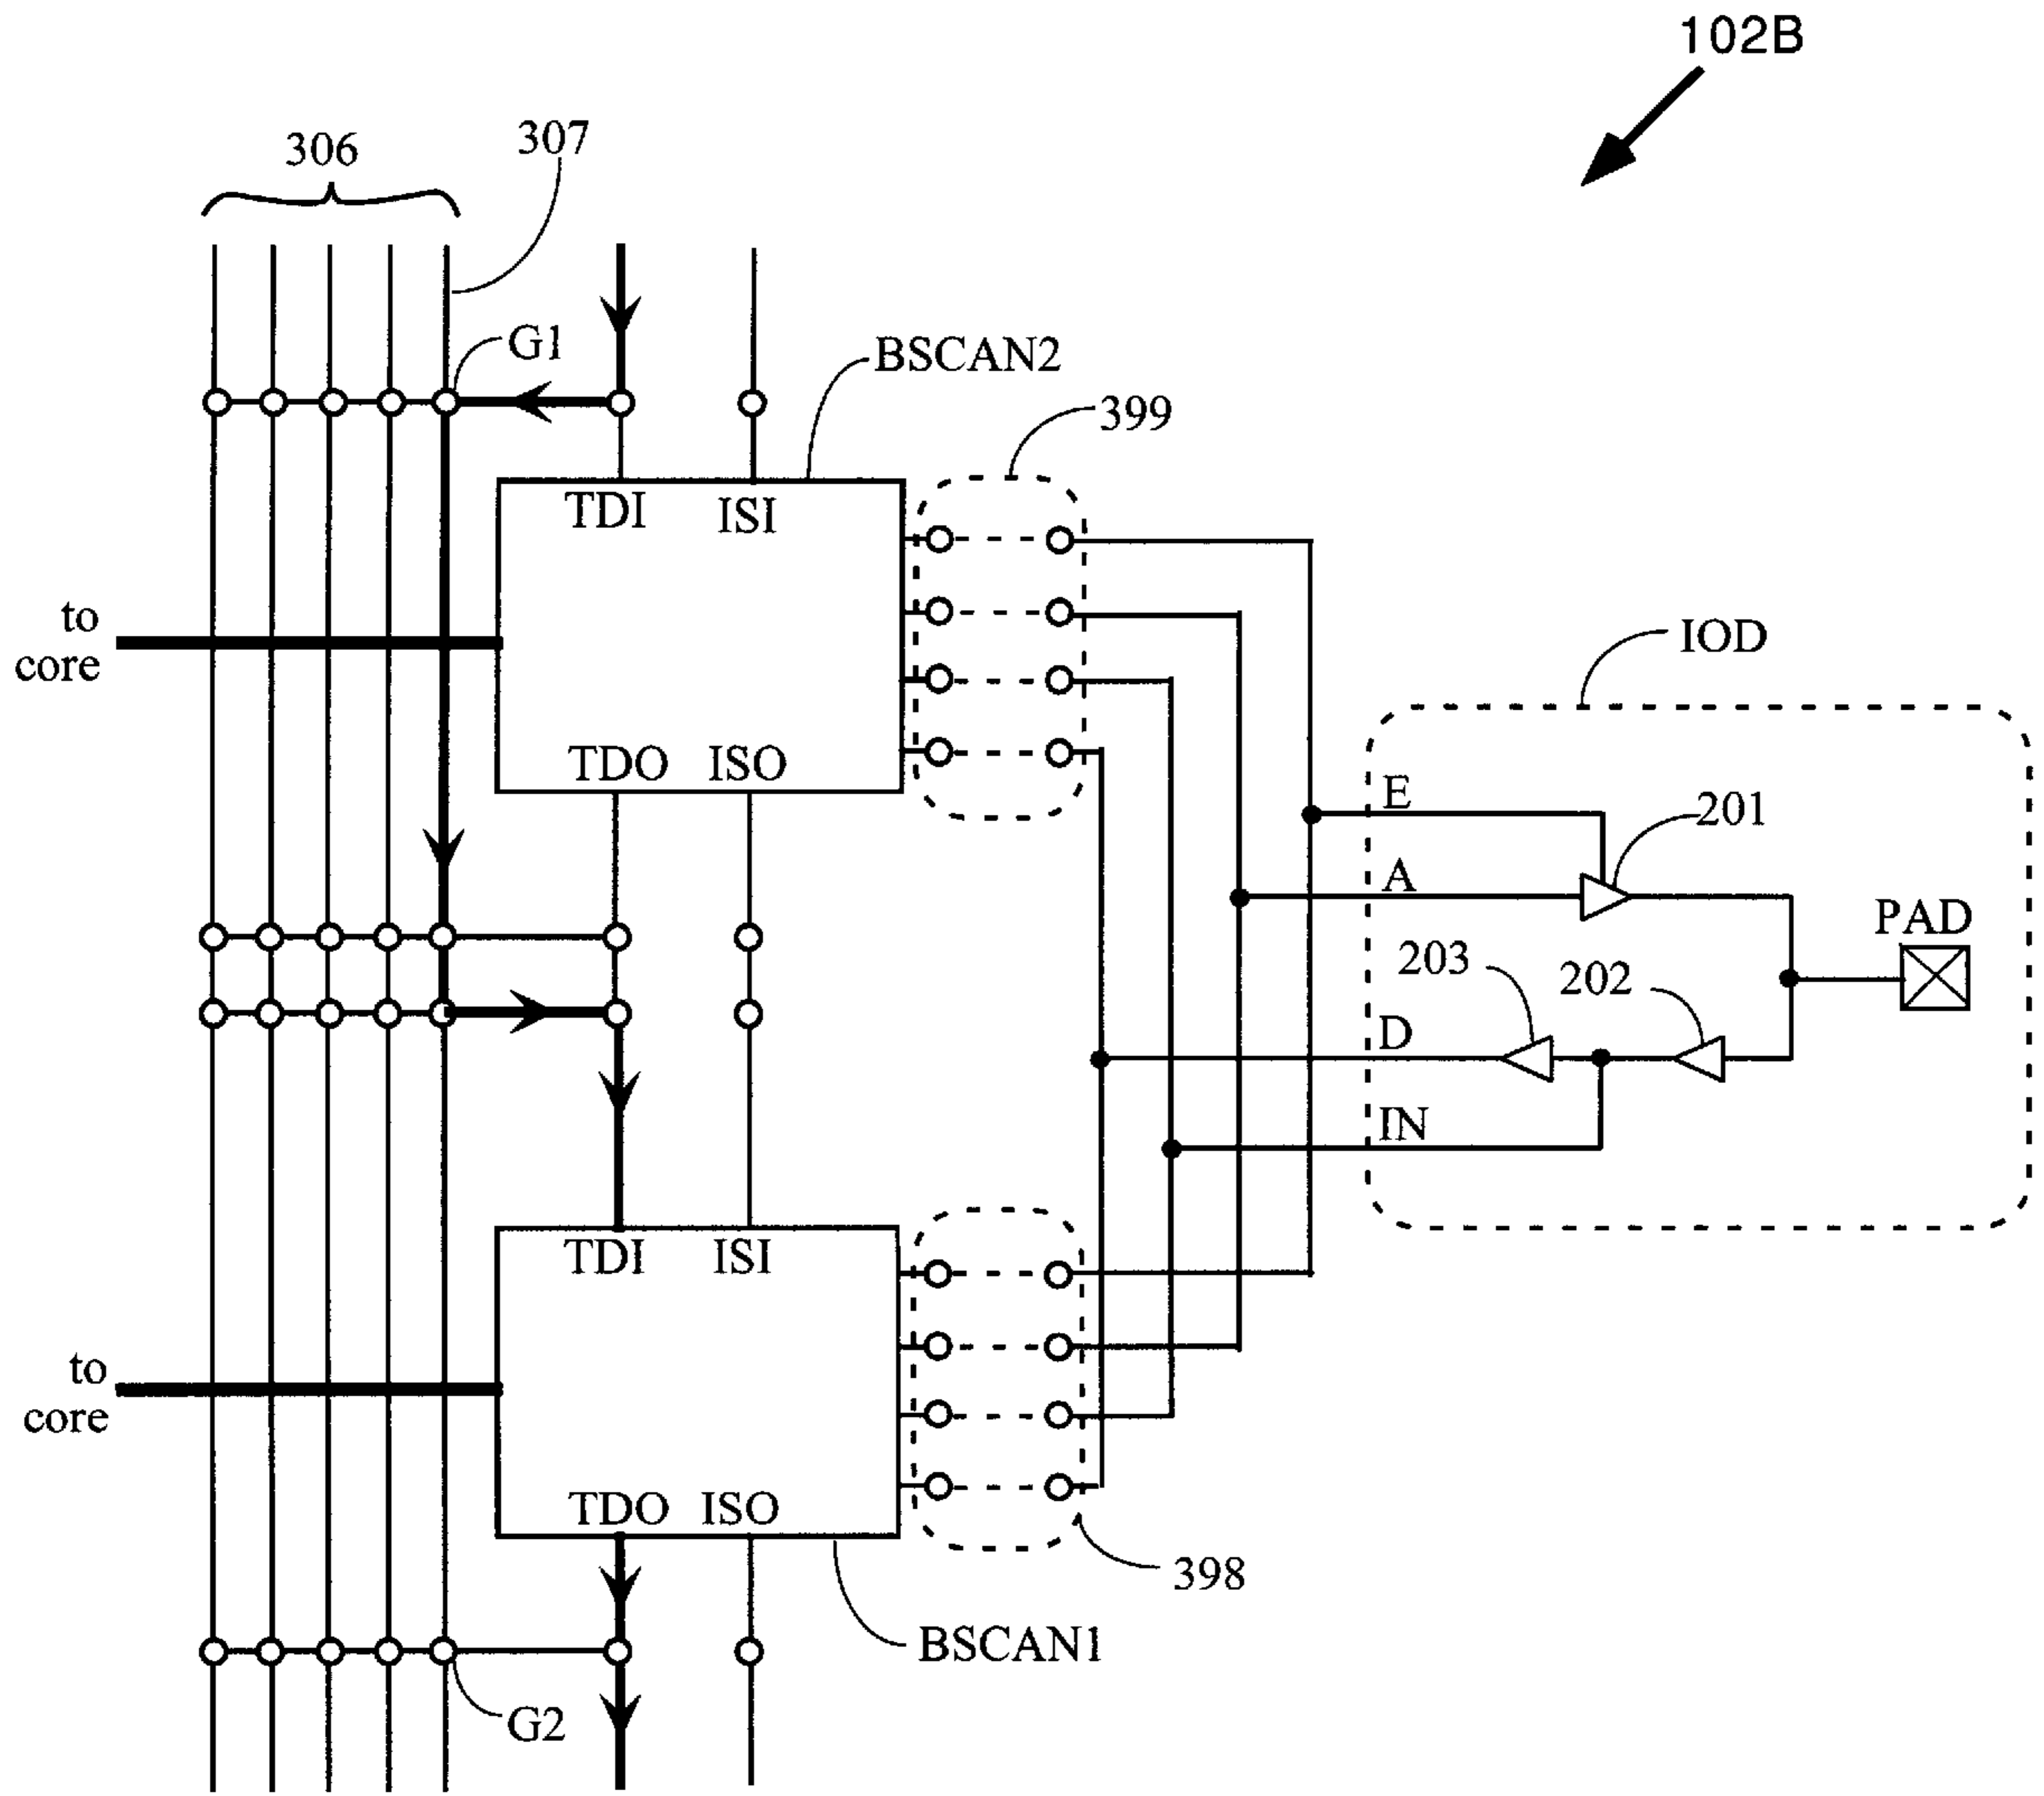 102B
306
307
G1
BSCAN2
399
TDI
ISI
to
core
IOD
TDO
ISO
E
201
A
PAD
203
202
D
IN
TDI
ISI
to
core
TDO
ISO
398
BSCAN1
G2